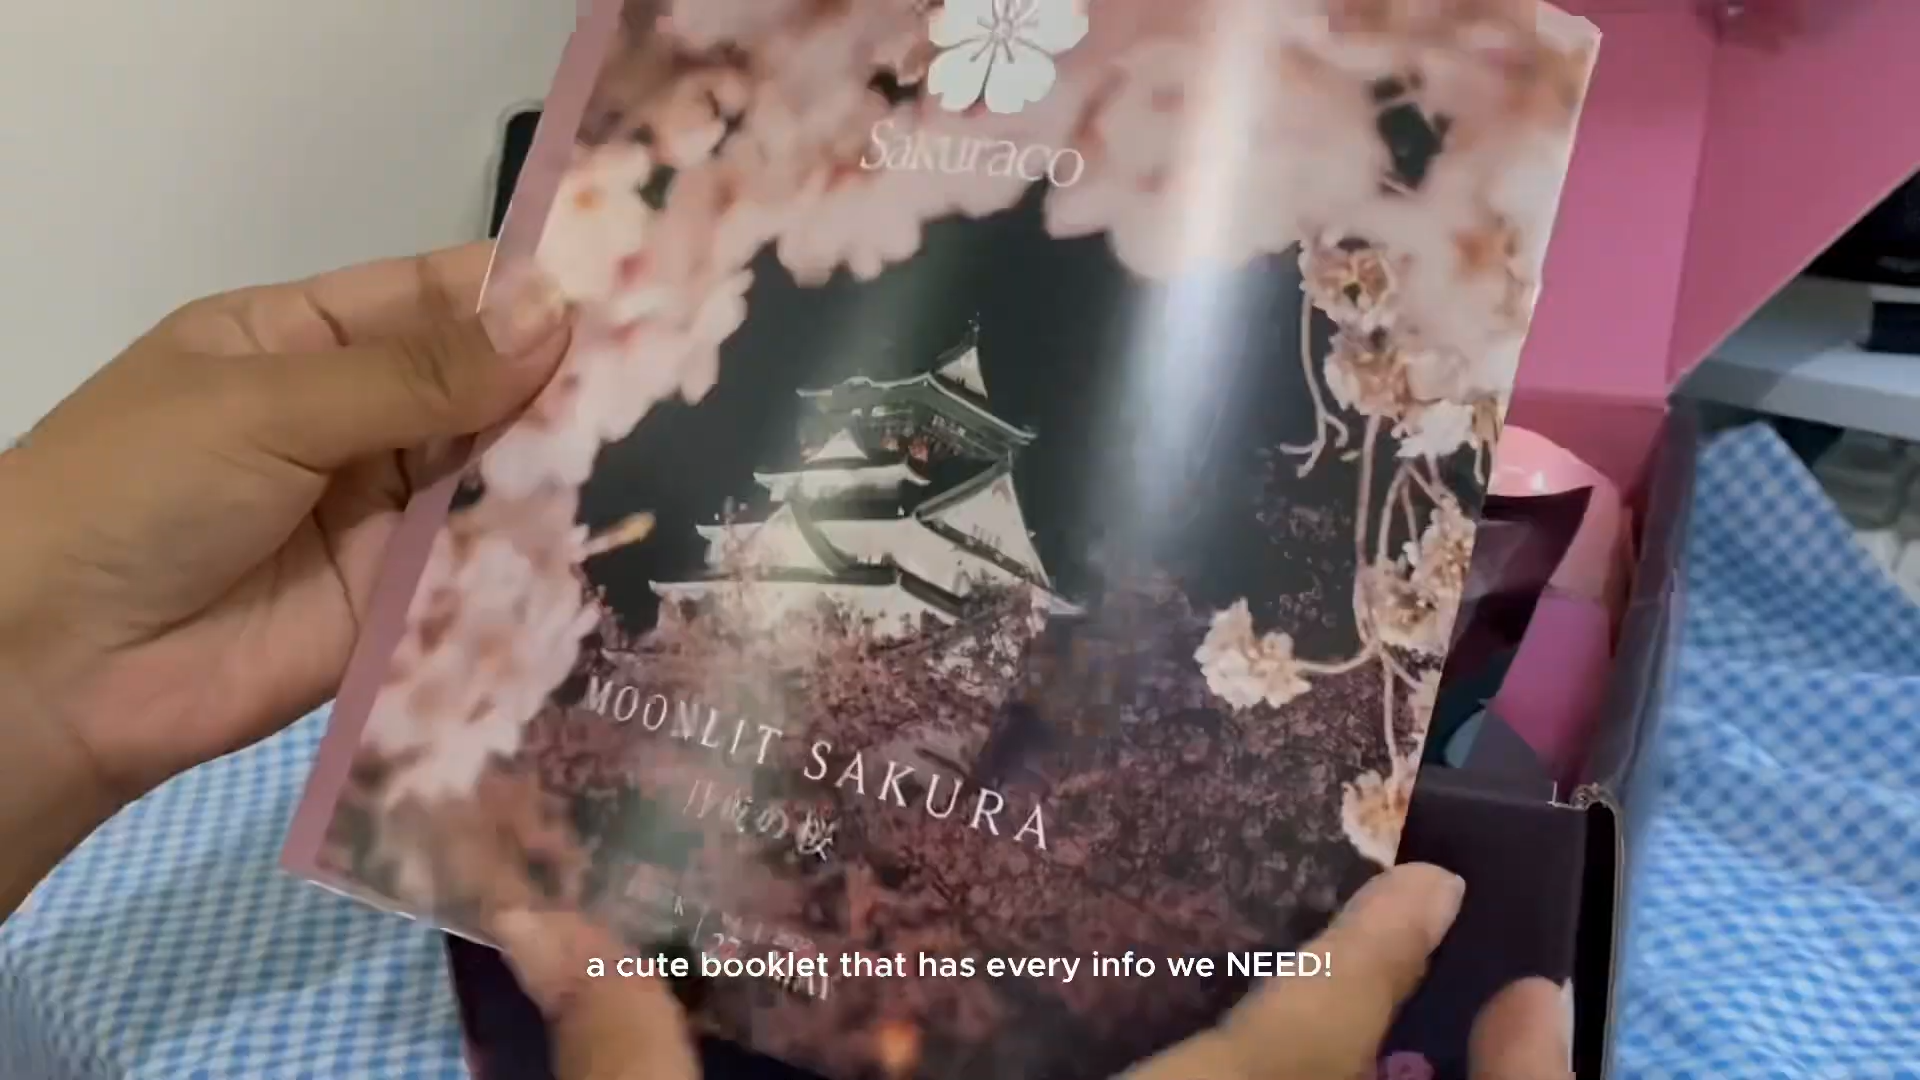 Sakuraco
MOONLIT SAKURA
月夜の桜
a cute booklet that has every info we NEED!